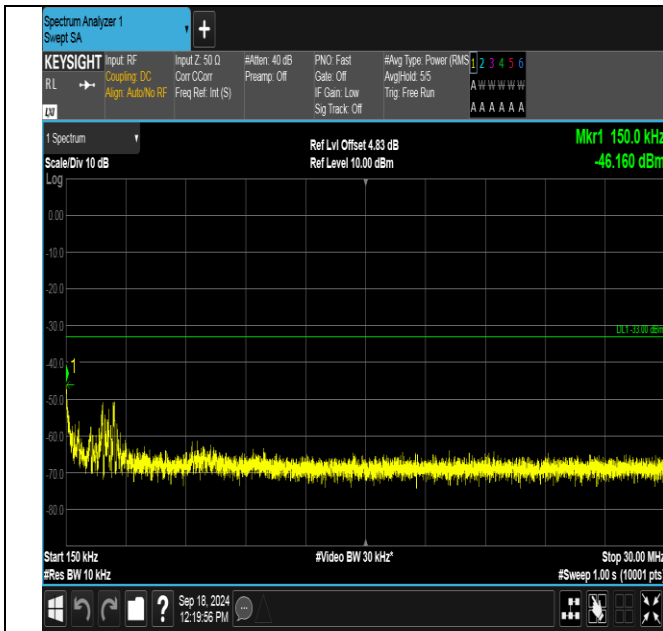 Spectrum Analyzer 1
Swept SA
+
KEYSIGHT
RL
LXI
Input: RF
Coupling: DC
Align: Auto/No RF
Input Z: 50 Ω
Corr CCorr
Freq Ref: Int (S)
#Atten: 40 dB
Preamp: Off
PNO: Fast
Gate: Off
IF Gain: Low
Sig Track: Off
#Avg Type: Power (RMS
Avg|Hold: 5/5
Trig: Free Run
1 2 3 4 5 6
A W W W W W
A A A A A A
1 Spectrum
Scale/Div 10 dB
Ref Lvl Offset 4.83 dB
Ref Level 10.00 dBm
Mkr1 150.0 kHz
-46.160 dBm
Log
0.00
-10.0
-20.0
-30.0
DL1 -33.00 dBm
-40.0
1
-50.0
-60.0
-70.0
-80.0
Start 150 kHz
#Video BW 30 kHz*
Stop 30.00 MHz
#Res BW 10 kHz
#Sweep 1.00 s (10001 pts)
?
Sep 18, 2024
12:19:56 PM